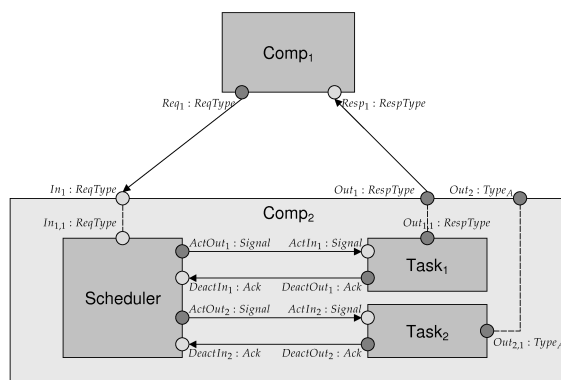 Comp₁
Req₁ : ReqType
Resp₁ : RespType
In₁ : ReqType
Out₁ : RespType
Out₂ : Type_A
Comp₂
In₁,₁ : ReqType
Out₁,₁ : RespType
ActOut₁ : Signal
ActIn₁ : Signal
Task₁
DeactIn₁ : Ack
DeactOut₁ : Ack
Scheduler
ActOut₂ : Signal
ActIn₂ : Signal
Task₂
Out₂,₁ : Type_A
DeactIn₂ : Ack
DeactOut₂ : Ack